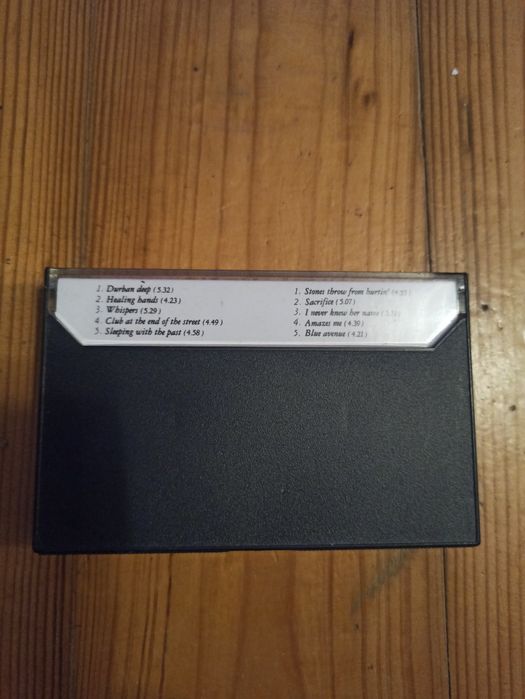 1. Durban deep (5.32)
2. Healing hands (4.23)
3. Whispers (5.29)
4. Club at the end of the street (4.49)
5. Sleeping with the past (4.58)
1. Stones throw from hurtin'
2. Sacrifice (5.07)
3. I never knew her name
4. Amazes me (4.39)
5. Blue avenue (4.21)